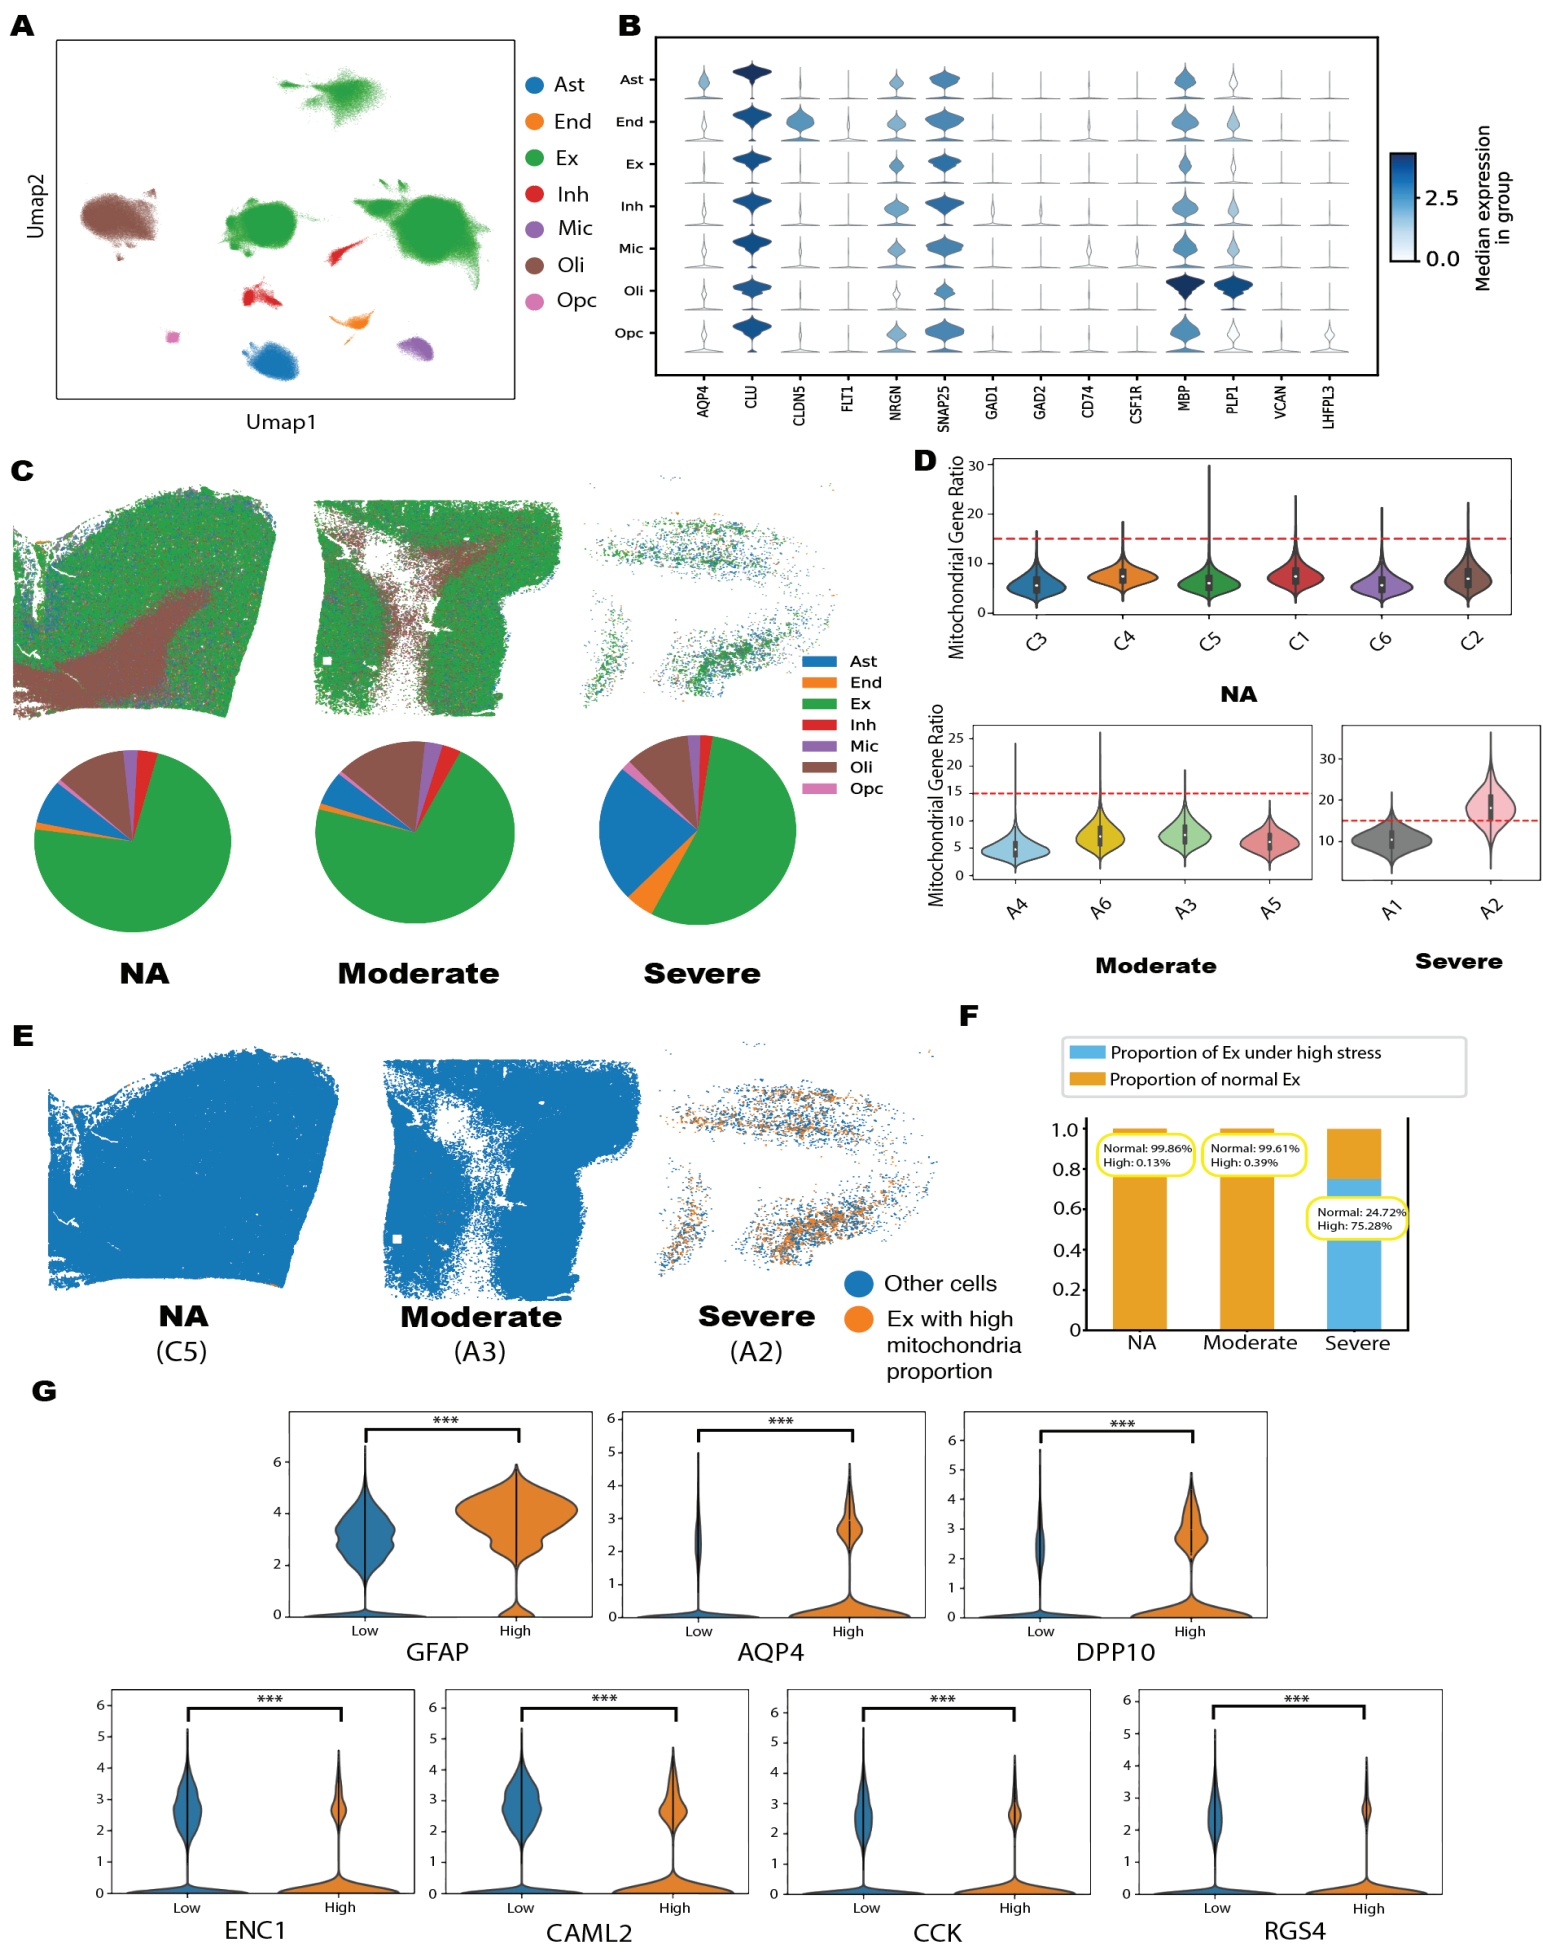 A
Umap2
Umap1
Ast
End
Ex
Inh
Mic
Oli
Opc
B
Ast
End
Ex
Inh
Mic
Oli
Opc
AQP4
CLU
CLDN5
FLT1
NRGN
SNAP25
GAD1
GAD2
CD74
CSF1R
MBP
PLP1
VCAN
LHFPL3
2.5
0.0
Median expression
in group
C
Ast
End
Ex
Inh
Mic
Oli
Opc
NA
Moderate
Severe
D
Mitochondrial Gene Ratio
30
20
10
0
C3
C4
C5
C1
C6
C2
NA
Mitochondrial Gene Ratio
25
20
15
10
5
0
A4
A6
A3
A5
Moderate
30
20
10
A1
A2
Severe
E
NA
(C5)
Moderate
(A3)
Severe
(A2)
Other cells
Ex with high
mitochondria
proportion
F
Proportion of Ex under high stress
Proportion of normal Ex
1.0
0.8
0.6
0.4
0.2
0
Normal: 99.86%
High: 0.13%
Normal: 99.61%
High: 0.39%
Normal: 24.72%
High: 75.28%
NA
Moderate
Severe
G
***
6
4
2
0
Low
High
GFAP
***
6
5
4
3
2
1
0
Low
High
AQP4
***
6
5
4
3
2
1
0
Low
High
DPP10
***
6
5
4
3
2
1
0
Low
High
ENC1
***
6
5
4
3
2
1
0
Low
High
CAML2
***
6
5
4
3
2
1
0
Low
High
CCK
***
6
5
4
3
2
1
0
Low
High
RGS4